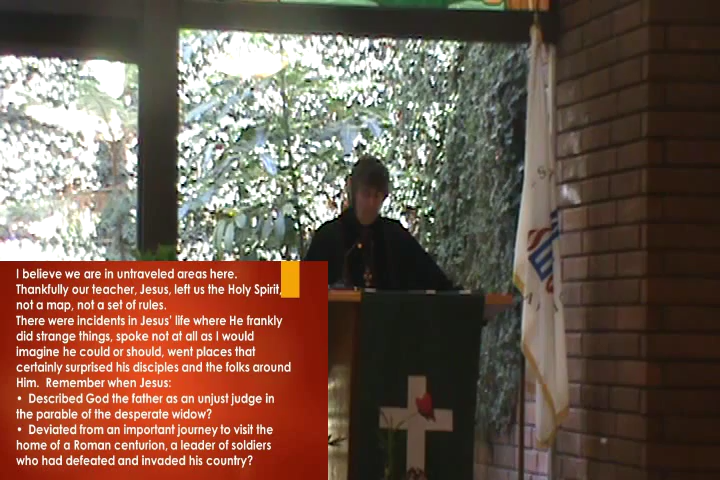 I believe we are in untraveled areas here.
Thankfully our teacher, Jesus, left us the Holy Spirit,
not a map, not a set of rules.
There were incidents in Jesus' life where He frankly
did strange things, spoke not at all as I would
imagine he could or should, went places that
certainly surprised his disciples and the folks around
Him.  Remember when Jesus:
• Described God the father as an unjust judge in
the parable of the desperate widow?
• Deviated from an important journey to visit the
home of a Roman centurion, a leader of soldiers
who had defeated and invaded his country?